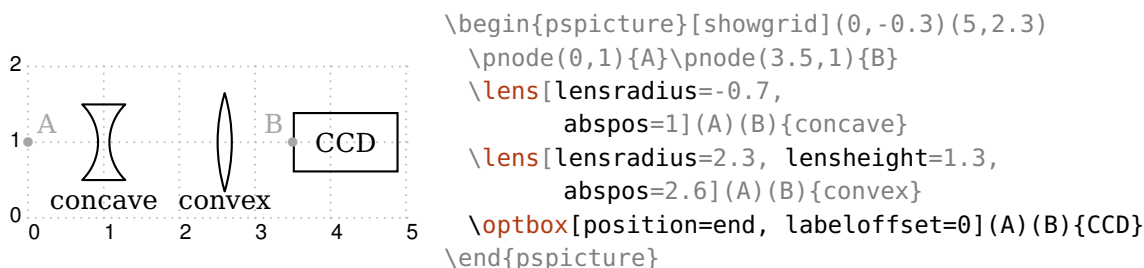 2
1
0
0 1 2 3 4 5
A
B
CCD
concave convex
\begin{pspicture}[showgrid](0,-0.3)(5,2.3)
\pnode(0,1){A}\pnode(3.5,1){B}
\lens[lensradius=-0.7,
abspos=1](A)(B){concave}
\lens[lensradius=2.3, lensheight=1.3,
abspos=2.6](A)(B){convex}
\optbox[position=end, labeloffset=0](A)(B){CCD}
\end{pspicture}